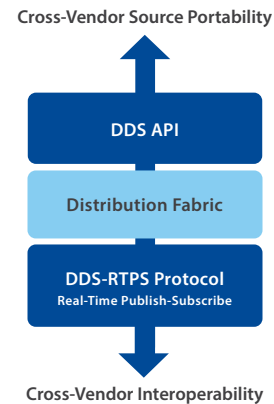 Cross-Vendor Source Portability
DDS API
Distribution Fabric
DDS-RTPS Protocol
Real-Time Publish-Subscribe
Cross-Vendor Interoperability